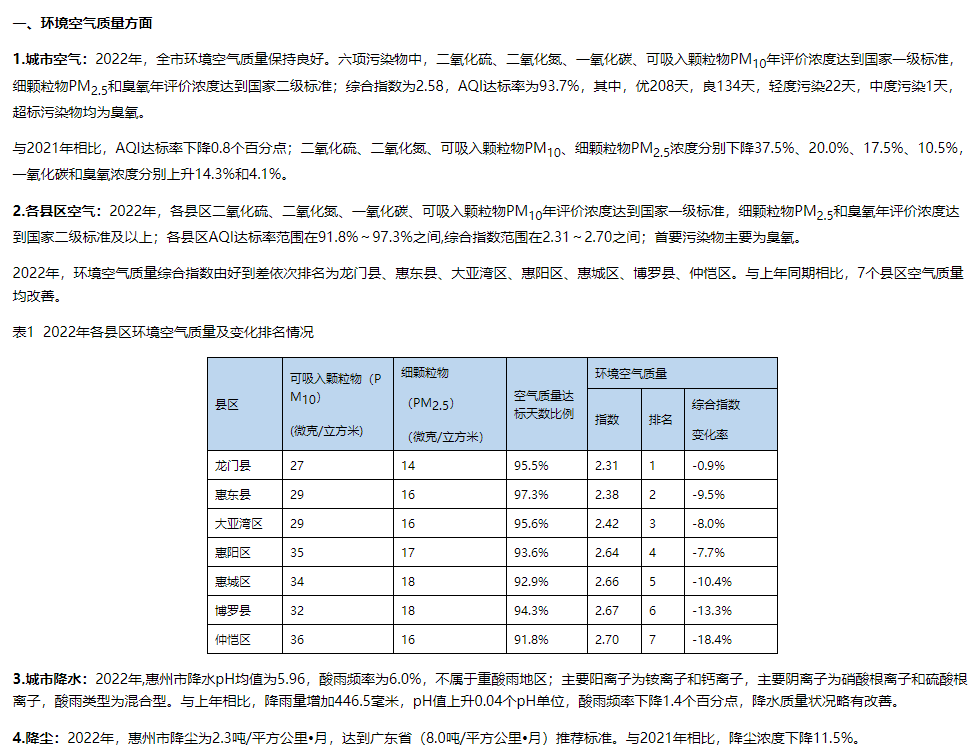 一、环境空气质量方面
1.城市空气：2022年，全市环境空气质量保持良好。六项污染物中，二氧化硫、二氧化氮、一氧化碳、可吸入颗粒物PM10年评价浓度达到国家一级标准，
细颗粒物PM2.5和臭氧年评价浓度达到国家二级标准；综合指数为2.58，AQI达标率为93.7%，其中，优208天，良134天，轻度污染22天，中度污染1天，
超标污染物均为臭氧。
与2021年相比，AQI达标率下降0.8个百分点；二氧化硫、二氧化氮、可吸入颗粒物PM10、细颗粒物PM2.5浓度分别下降37.5%、20.0%、17.5%、10.5%，
一氧化碳和臭氧浓度分别上升14.3%和4.1%。
2.各县区空气：2022年，各县区二氧化硫、二氧化氮、一氧化碳、可吸入颗粒物PM10年评价浓度达到国家一级标准，细颗粒物PM2.5和臭氧年评价浓度达
到国家二级标准及以上；各县区AQI达标率范围在91.8%～97.3%之间,综合指数范围在2.31～2.70之间；首要污染物主要为臭氧。
2022年，环境空气质量综合指数由好到差依次排名为龙门县、惠东县、大亚湾区、惠阳区、惠城区、博罗县、仲恺区。与上年同期相比，7个县区空气质量
均改善。
表1 2022年各县区环境空气质量及变化排名情况
县区 可吸入颗粒物（PM10） (微克/立方米) 细颗粒物 （PM2.5） （微克/立方米） 空气质量达标天数比例 环境空气质量
指数 排名 综合指数 变化率
龙门县 27 14 95.5% 2.31 1 -0.9%
惠东县 29 16 97.3% 2.38 2 -9.5%
大亚湾区 29 16 95.6% 2.42 3 -8.0%
惠阳区 35 17 93.6% 2.64 4 -7.7%
惠城区 34 18 92.9% 2.66 5 -10.4%
博罗县 32 18 94.3% 2.67 6 -13.3%
仲恺区 36 16 91.8% 2.70 7 -18.4%
3.城市降水：2022年,惠州市降水pH均值为5.96，酸雨频率为6.0%，不属于重酸雨地区；主要阳离子为铵离子和钙离子，主要阴离子为硝酸根离子和硫酸根
离子，酸雨类型为混合型。与上年相比，降雨量增加446.5毫米，pH值上升0.04个pH单位，酸雨频率下降1.4个百分点，降水质量状况略有改善。
4.降尘：2022年，惠州市降尘为2.3吨/平方公里•月，达到广东省（8.0吨/平方公里•月）推荐标准。与2021年相比，降尘浓度下降11.5%。